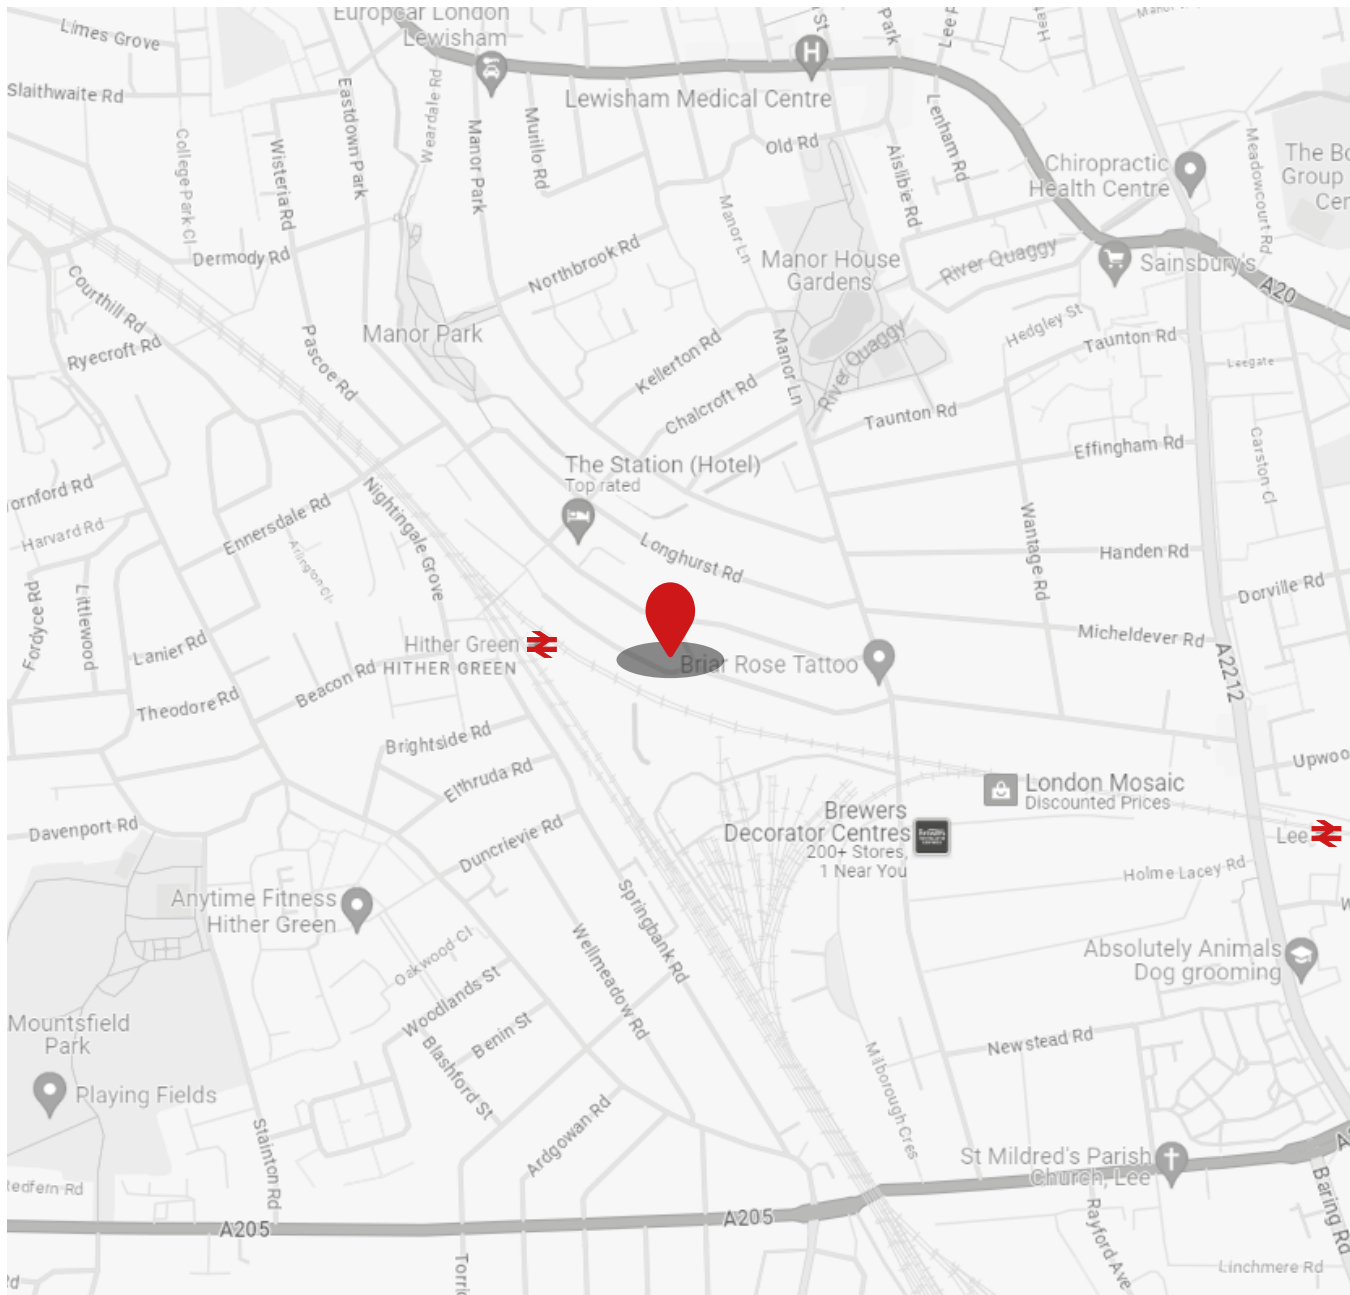 Europcar London
Lewisham
Limes Grove
Slaithwaite Rd
College Park Cl
Wisteria Rd
Eastdown Park
Weardale Rd
Manor Park
Murillo Rd
Lewisham Medical Centre
Old Rd
St
Park
Aislibie Rd
Lenham Rd
Chiropractic
Health Centre
Meadowcourt Rd
Manor Ln
Dermody Rd
Northbrook Rd
Manor House
Gardens
River Quaggy
Sainsbury's
A20
Courthill Rd
Ryecroft Rd
Pascoe Rd
Manor Park
Kellerton Rd
Chalcroft Rd
Manor Ln
River Quaggy
Hedgley St
Taunton Rd
Leegate
Taunton Rd
Effingham Rd
Carston Cl
The Station (Hotel)
Top rated
ornford Rd
Harvard Rd
Ennersdale Rd
Nightingale Grove
Arlington Cl
Longhurst Rd
Wantage Rd
Handen Rd
Dorville Rd
Fordyce Rd
Littlewood
Lanier Rd
Hither Green
HITHER GREEN
Briar Rose Tattoo
Micheldever Rd
A2212
Beacon Rd
Theodore Rd
Brightside Rd
Elthruda Rd
Upwoo
London Mosaic
Discounted Prices
Brewers
Decorator Centres
200+ Stores,
1 Near You
Lee
Davenport Rd
Duncrievie Rd
Holme Lacey Rd
Anytime Fitness
Hither Green
Springbank Rd
Wellmeadow Rd
Oakwood Cl
Woodlands St
Absolutely Animals
Dog grooming
Mountsfield
Park
Benin St
Blashford St
Newstead Rd
Milborough Cres
Playing Fields
Stainton Rd
Ardgowan Rd
St Mildred's Parish
Church, Lee
Redfern Rd
A205
A205
Baring Rd
Rayford Ave
Linchmere Rd